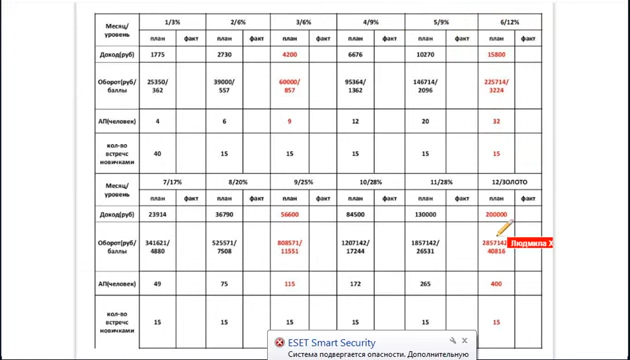 Месяц/ уровень 1/3% 2/6% 3/6% 4/9% 5/9% 6/12%
план факт план факт план факт план факт план факт план факт
Доход(руб) 1775 2730 4200 6676 10270 15800
Оборот(руб/ баллы 25350/ 362 39000/ 557 60000/ 857 95364/ 1362 146714/ 2096 225714/ 3224
АП(человек) 4 6 9 12 20 32
кол-во встречс новичками 40 15 15 15 15 15
Месяц/ уровень 7/17% 8/20% 9/25% 10/28% 11/28% 12/ЗОЛОТО
план факт план факт план факт план факт план факт план факт
Доход(руб) 23914 36790 56600 84500 130000 200000
Оборот(руб/ баллы 341621/ 4880 525571/ 7508 808571/ 11551 1207142/ 17244 1857142/ 26531 2857142 40816
Людмила Х
АП(человек) 49 75 115 172 265 400
кол-во встречс новичками 15 15 15 15 15 15
ESET Smart Security
Система подвергается опасности. Дополнительную